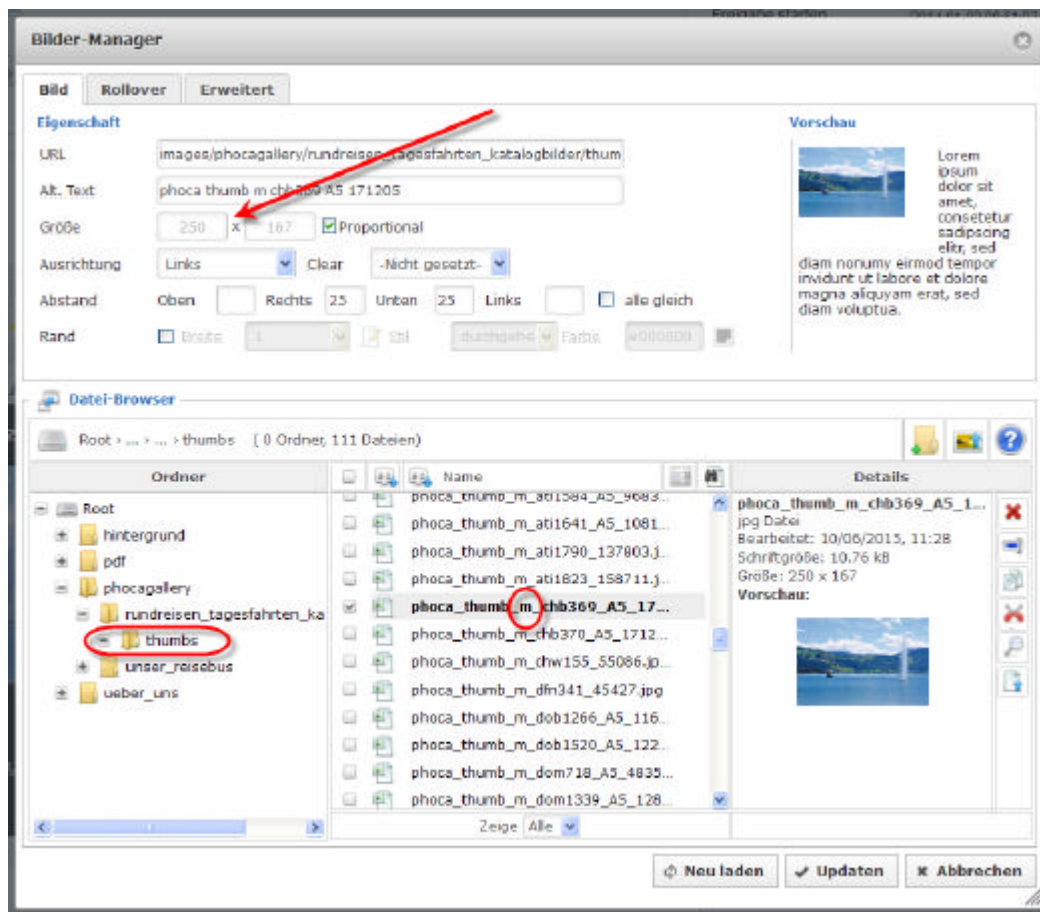 Freigabe starten
Bilder-Manager
Bild Rollover Erweitert
Eigenschaft
Vorschau
URL images/phocagallery/rundreisen_tagesfahrten_katalogbilder/thum
Alt. Text phoca thumb m chb369 A5 171205
Größe 250 x 167 Proportional
Ausrichtung Links Clear -Nicht gesetzt-
Abstand Oben Rechts 25 Unten 25 Links alle gleich
Rand Breite 1 Stil durchgehe Farbe #000000
Lorem
ipsum
dolor sit
amet,
consetetur
sadipscing
elitr, sed
diam nonumy eirmod tempor
invidunt ut labore et dolore
magna aliquyam erat, sed
diam voluptua.
Datei-Browser
Root › ... › ... › thumbs ( 0 Ordner, 111 Dateien)
Ordner
Name
Details
Root
hintergrund
pdf
phocagallery
rundreisen_tagesfahrten_ka
thumbs
unser_reisebus
ueber_uns
phoca_thumb_m_ati1584_A5_9683...
phoca_thumb_m_ati1641_A5_1081...
phoca_thumb_m_ati1790_137803.j...
phoca_thumb_m_ati1823_158711.j...
phoca_thumb_m_chb369_A5_17...
phoca_thumb_m_chb370_A5_1712...
phoca_thumb_m_chw155_55086.jp...
phoca_thumb_m_dfn341_45427.jpg
phoca_thumb_m_dob1266_A5_116...
phoca_thumb_m_dob1520_A5_122...
phoca_thumb_m_dom718_A5_4835...
phoca_thumb_m_dom1339_A5_128...
phoca_thumb_m_chb369_A5_1...
jpg Datei
Bearbeitet: 10/06/2015, 11:28
Schriftgröße: 10.76 kB
Größe: 250 x 167
Vorschau:
Zeige Alle
Neu laden Updaten Abbrechen